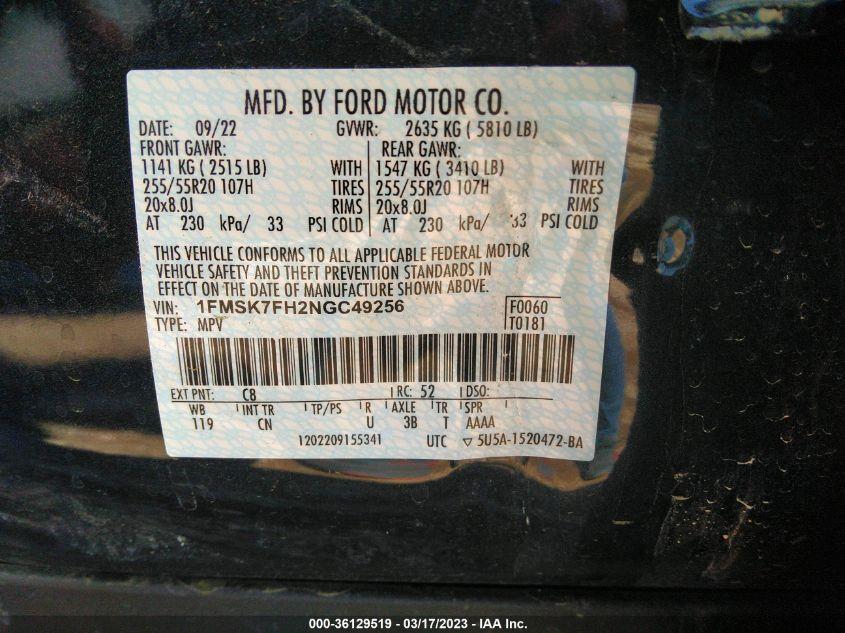 MFD. BY FORD MOTOR CO.
DATE: 09/22 GVWR: 2635 KG ( 5810 LB)
FRONT GAWR: REAR GAWR:
1141 KG ( 2515 LB) WITH 1547 KG ( 3410 LB) WITH
255/55R20 107H TIRES 255/55R20 107H TIRES
20x8.0J RIMS 20x8.0J RIMS
AT 230 kPa/ 33 PSI COLD AT 230 kPa/ 33 PSI COLD
THIS VEHICLE CONFORMS TO ALL APPLICABLE FEDERAL MOTOR
VEHICLE SAFETY AND THEFT PREVENTION STANDARDS IN
EFFECT ON THE DATE OF MANUFACTURE SHOWN ABOVE.
VIN: 1FMSK7FH2NGC49256 F0060
TYPE: MPV T0181
EXT PNT: C8 RC: 52 DSO:
WB INT TR TP/PS R AXLE TR SPR
119 CN U 3B T AAAA
1202209155341 UTC ▽ 5U5A-1520472-BA
000-36129519 - 03/17/2023 - IAA Inc.